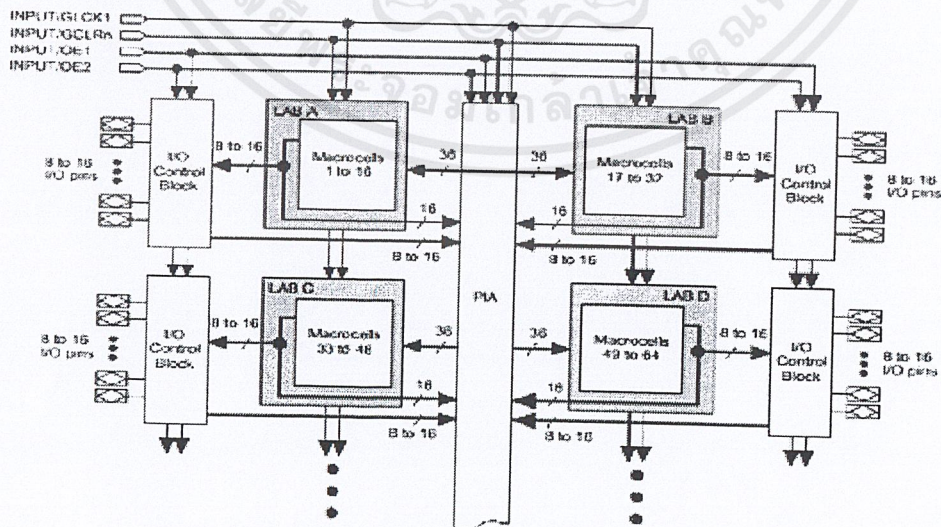 INPUT/GLCK1
INPUT/GCLRn
INPUT/OE1
INPUT/OE2
LAB A
LAB B
8 to 16
I/O pins
I/O
Control
Block
8 to 16
Macrocells
1 to 16
36
36
Macrocells
17 to 32
8 to 16
I/O
Control
Block
8 to 16
I/O pins
16
8 to 16
16
8 to 16
PIA
LAB C
LAB D
8 to 16
I/O pins
I/O
Control
Block
8 to 16
Macrocells
33 to 48
36
36
Macrocells
49 to 64
8 to 16
I/O
Control
Block
8 to 16
I/O pins
16
8 to 16
16
8 to 16